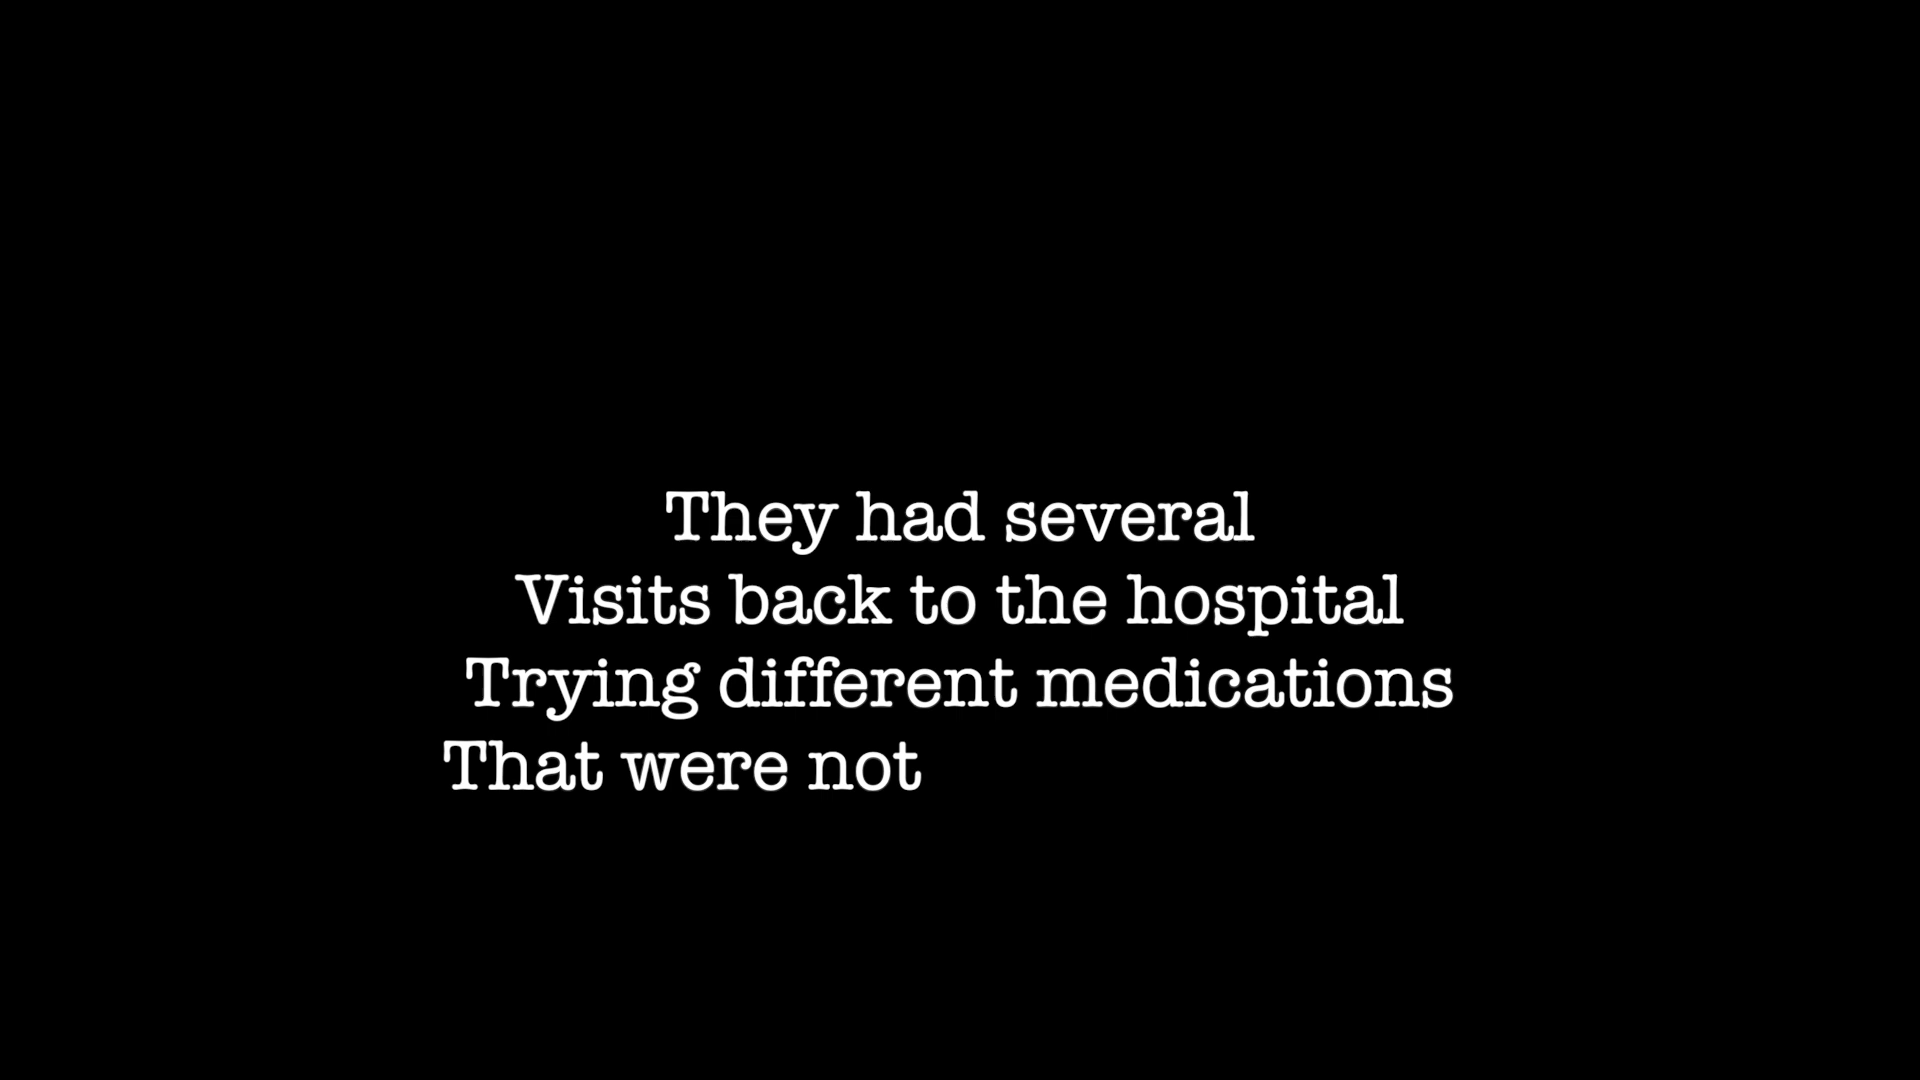 They had several
Visits back to the hospital
Trying different medications
That were not